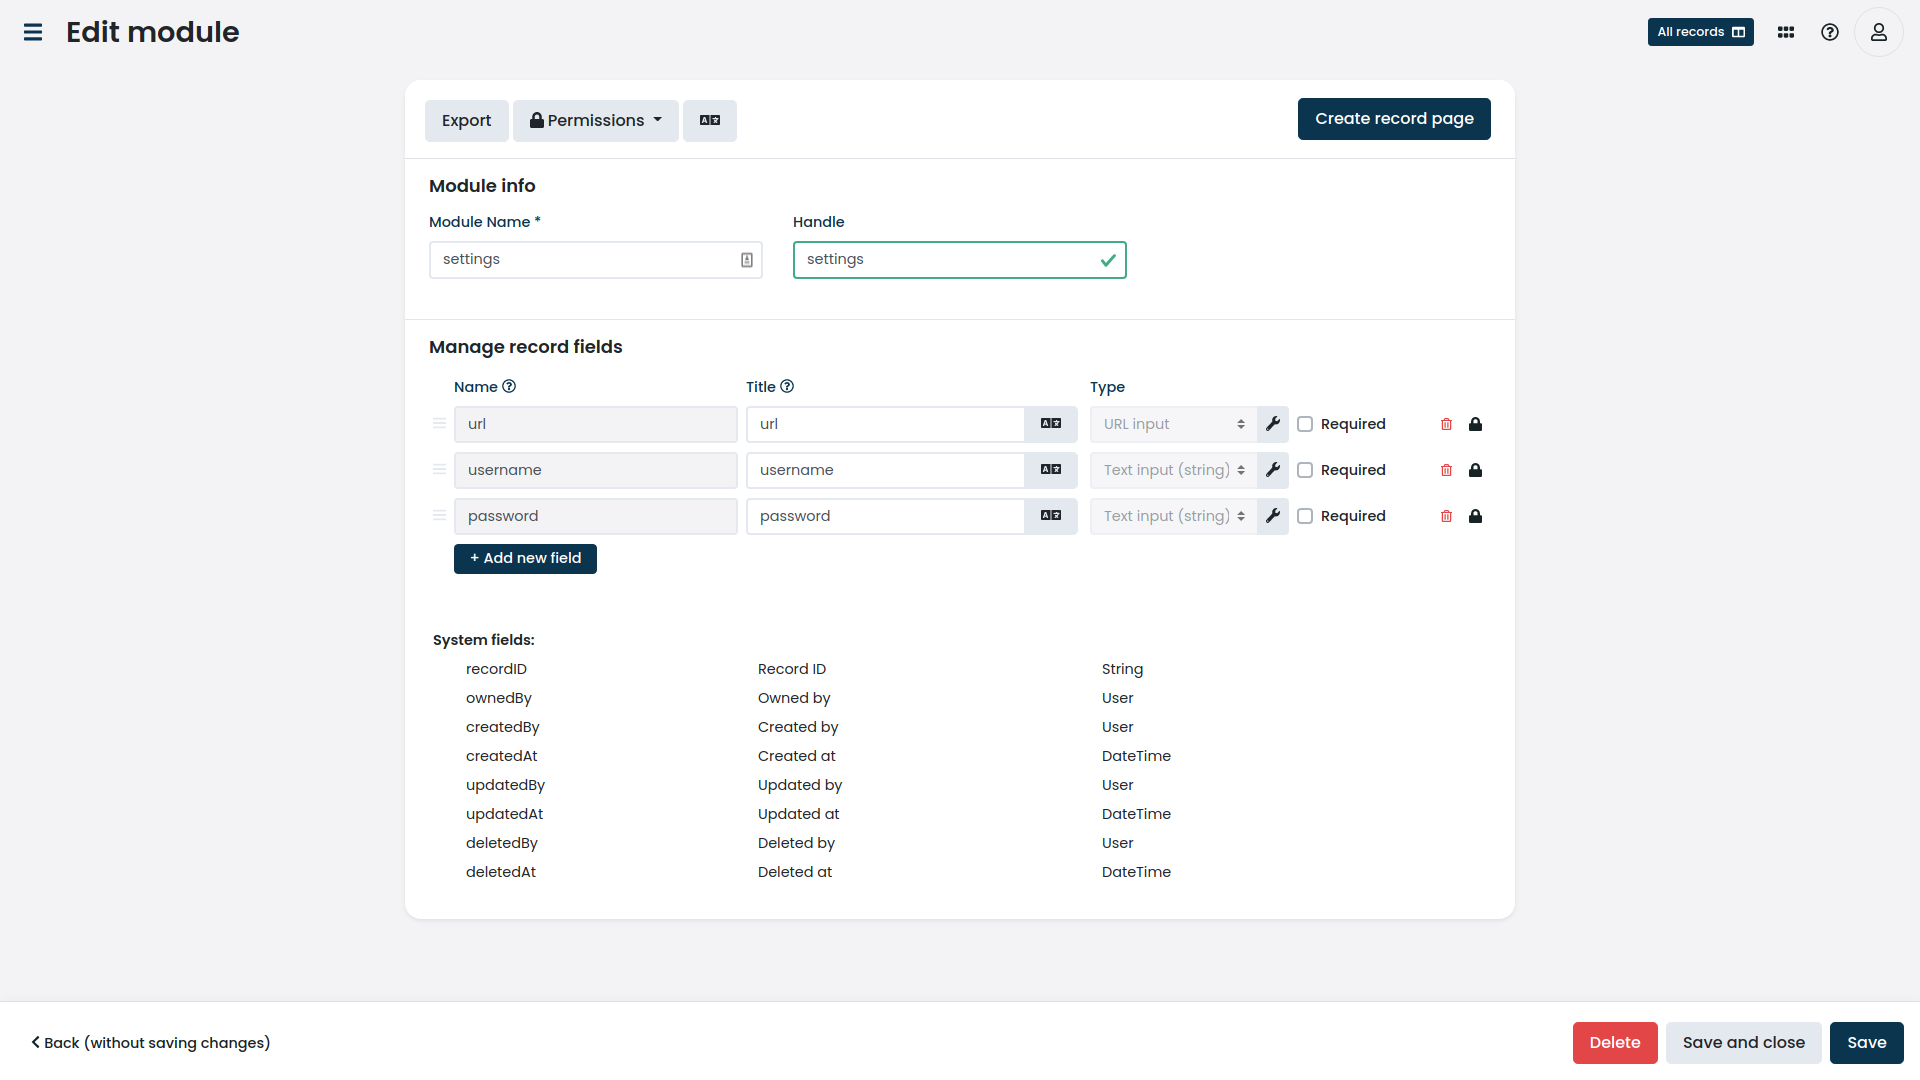 Edit module
All records
Export
Permissions
Create record page
Module info
Module Name *
Handle
settings
settings
Manage record fields
Name
Title
Type
url
url
URL input
Required
username
username
Text input (string)
Required
password
password
Text input (string)
Required
+ Add new field
System fields:
recordID Record ID String
ownedBy Owned by User
createdBy Created by User
createdAt Created at DateTime
updatedBy Updated by User
updatedAt Updated at DateTime
deletedBy Deleted by User
deletedAt Deleted at DateTime
Back (without saving changes)
Delete
Save and close
Save